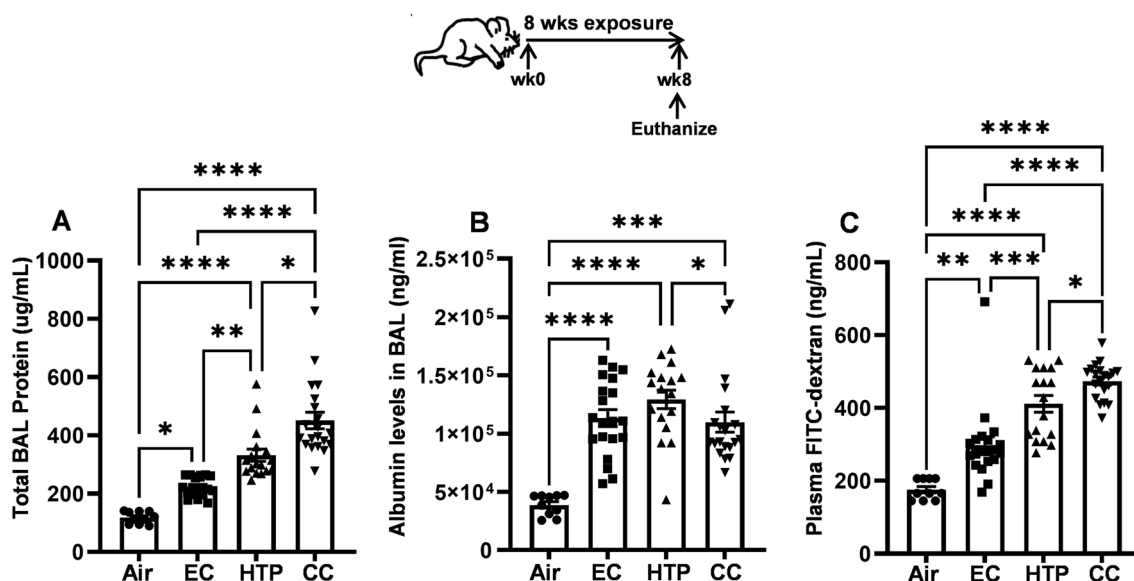 8 wks exposure
wk0
wk8
Euthanize
A
Total BAL Protein (ug/mL)
1000
800
600
400
200
0
****
****
****
*
**
*
Air EC HTP CC
B
Albumin levels in BAL (ng/ml)
2.5×10⁵
2×10⁵
1.5×10⁵
1×10⁵
5×10⁴
0
***
****
*
****
Air EC HTP CC
C
Plasma FITC-dextran (ng/mL)
800
600
400
200
0
****
****
****
**
***
*
Air EC HTP CC